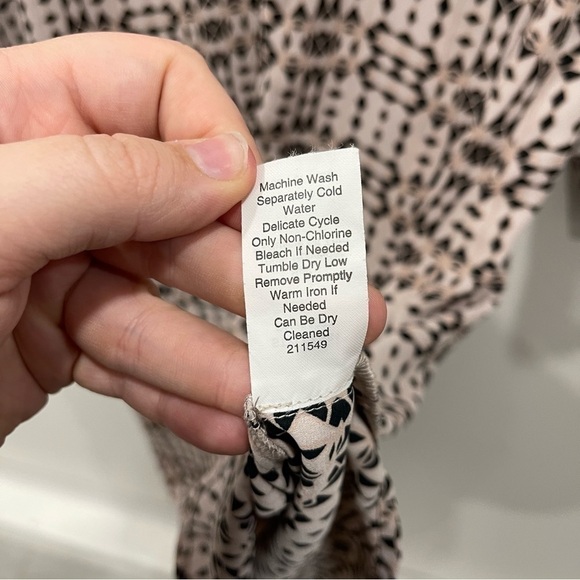 Machine Wash
Separately Cold
Water
Delicate Cycle
Only Non-Chlorine
Bleach If Needed
Tumble Dry Low
Remove Promptly
Warm Iron If
Needed
Can Be Dry
Cleaned
211549